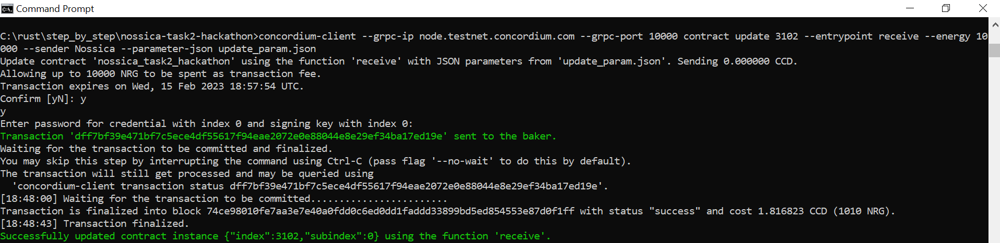 Command Prompt
C:\rust\step_by_step\nossica-task2-hackathon>concordium-client --grpc-ip node.testnet.concordium.com --grpc-port 10000 contract update 3102 --entrypoint receive --energy 10
000 --sender Nossica --parameter-json update_param.json
Update contract 'nossica_task2_hackathon' using the function 'receive' with JSON parameters from 'update_param.json'. Sending 0.000000 CCD.
Allowing up to 10000 NRG to be spent as transaction fee.
Transaction expires on Wed, 15 Feb 2023 18:57:54 UTC.
Confirm [yN]: y
y
Enter password for credential with index 0 and signing key with index 0:
Transaction 'dff7bf39e471bf7c5ece4df55617f94eae2072e0e88044e8e29ef34ba17ed19e' sent to the baker.
Waiting for the transaction to be committed and finalized.
You may skip this step by interrupting the command using Ctrl-C (pass flag '--no-wait' to do this by default).
The transaction will still get processed and may be queried using
  'concordium-client transaction status dff7bf39e471bf7c5ece4df55617f94eae2072e0e88044e8e29ef34ba17ed19e'.
[18:48:00] Waiting for the transaction to be committed........................
Transaction is finalized into block 74ce98010fe7aa3e7e40a0fdd0c6ed0dd1faddd33899bd5ed854553e87d0f1ff with status "success" and cost 1.816823 CCD (1010 NRG).
[18:48:43] Transaction finalized.
Successfully updated contract instance {"index":3102,"subindex":0} using the function 'receive'.